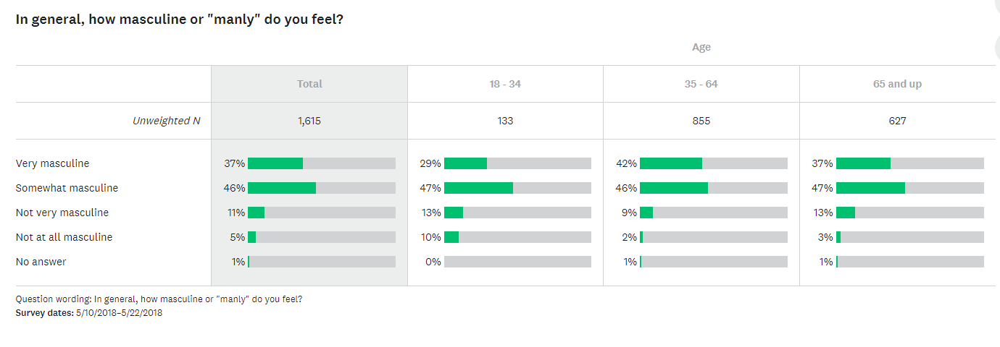 In general, how masculine or "manly" do you feel?
Age
Total 18 - 34 35 - 64 65 and up
Unweighted N 1,615 133 855 627
Very masculine 37% 29% 42% 37%
Somewhat masculine 46% 47% 46% 47%
Not very masculine 11% 13% 9% 13%
Not at all masculine 5% 10% 2% 3%
No answer 1% 0% 1% 1%
Question wording: In general, how masculine or "manly" do you feel?
Survey dates: 5/10/2018–5/22/2018